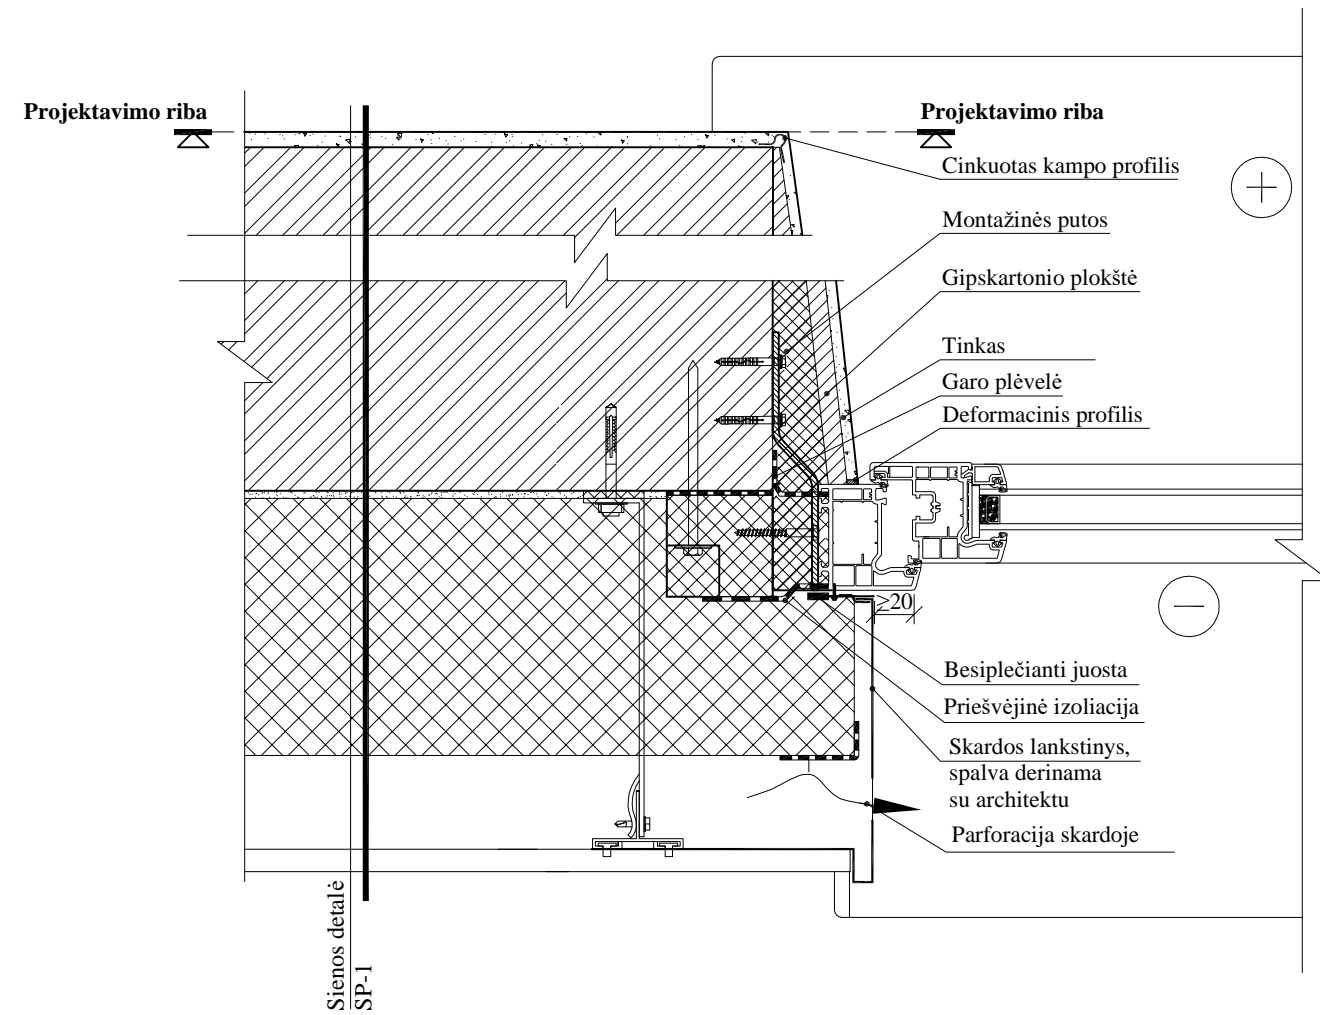 Projektavimo riba
Projektavimo riba
Cinkuotas kampo profilis
Montažinės putos
Gipskartonio plokštė
Tinkas
Garo plėvelė
Deformacinis profilis
≥20
Besiplečianti juosta
Priešvėjinė izoliacija
Skardos lankstinys,
spalva derinama
su architektu
Parforacija skardoje
Sienos detalė
SP-1